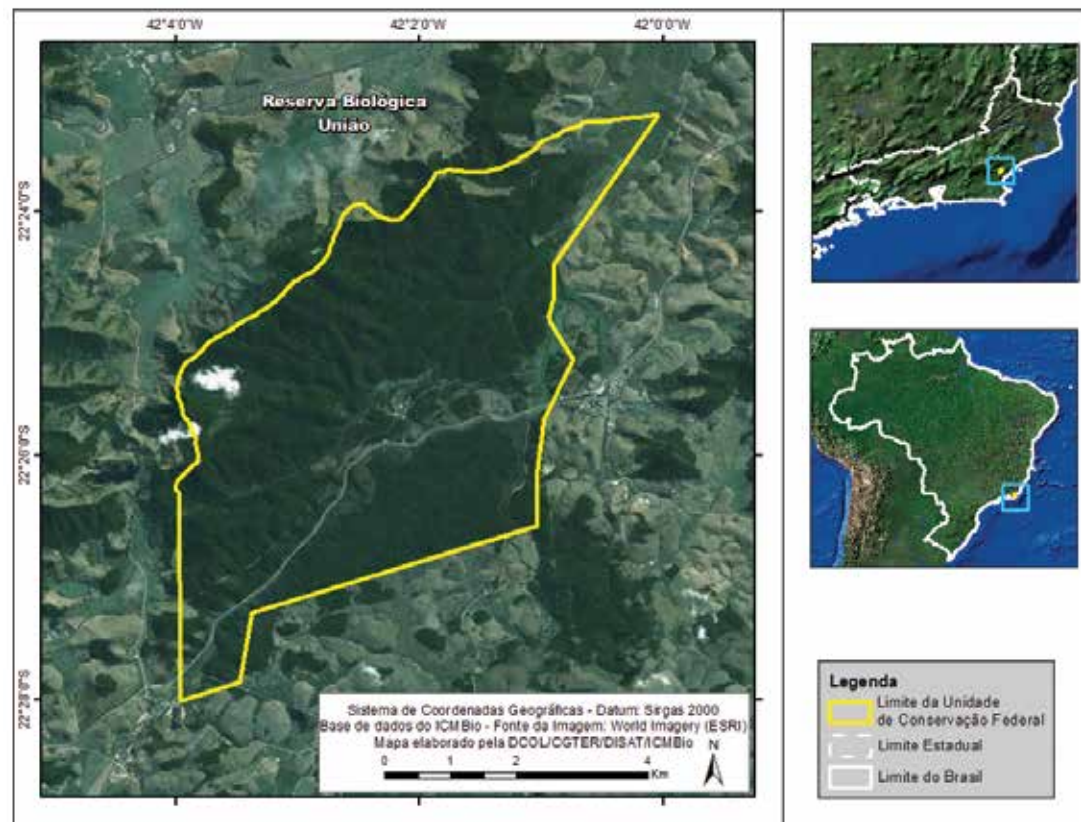 42°4'0"W 42°2'0"W 42°0'0"W
Reserva Biológica
União
22°24'0"S
22°26'0"S
22°28'0"S
Sistema de Coordenadas Geográficas - Datum: Sirgas 2000
Base de dados do ICMBio - Fonte da Imagem: World Imagery (ESRI)
Mapa elaborado pela DCOL/CGTER/DISAT/ICMBio
N
0 1 2 4
Km
Legenda
Limite da Unidade
de Conservação Federal
Limite Estadual
Limite do Brasil